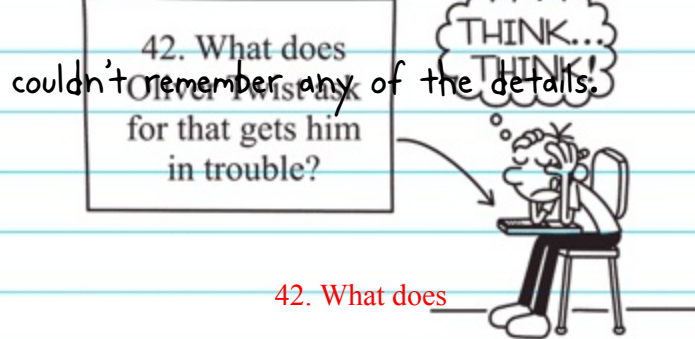 42. What does
couldn't remember any of the details.
Oliver Twist ask
for that gets him
in trouble?
THINK...
THINK!
42. What does